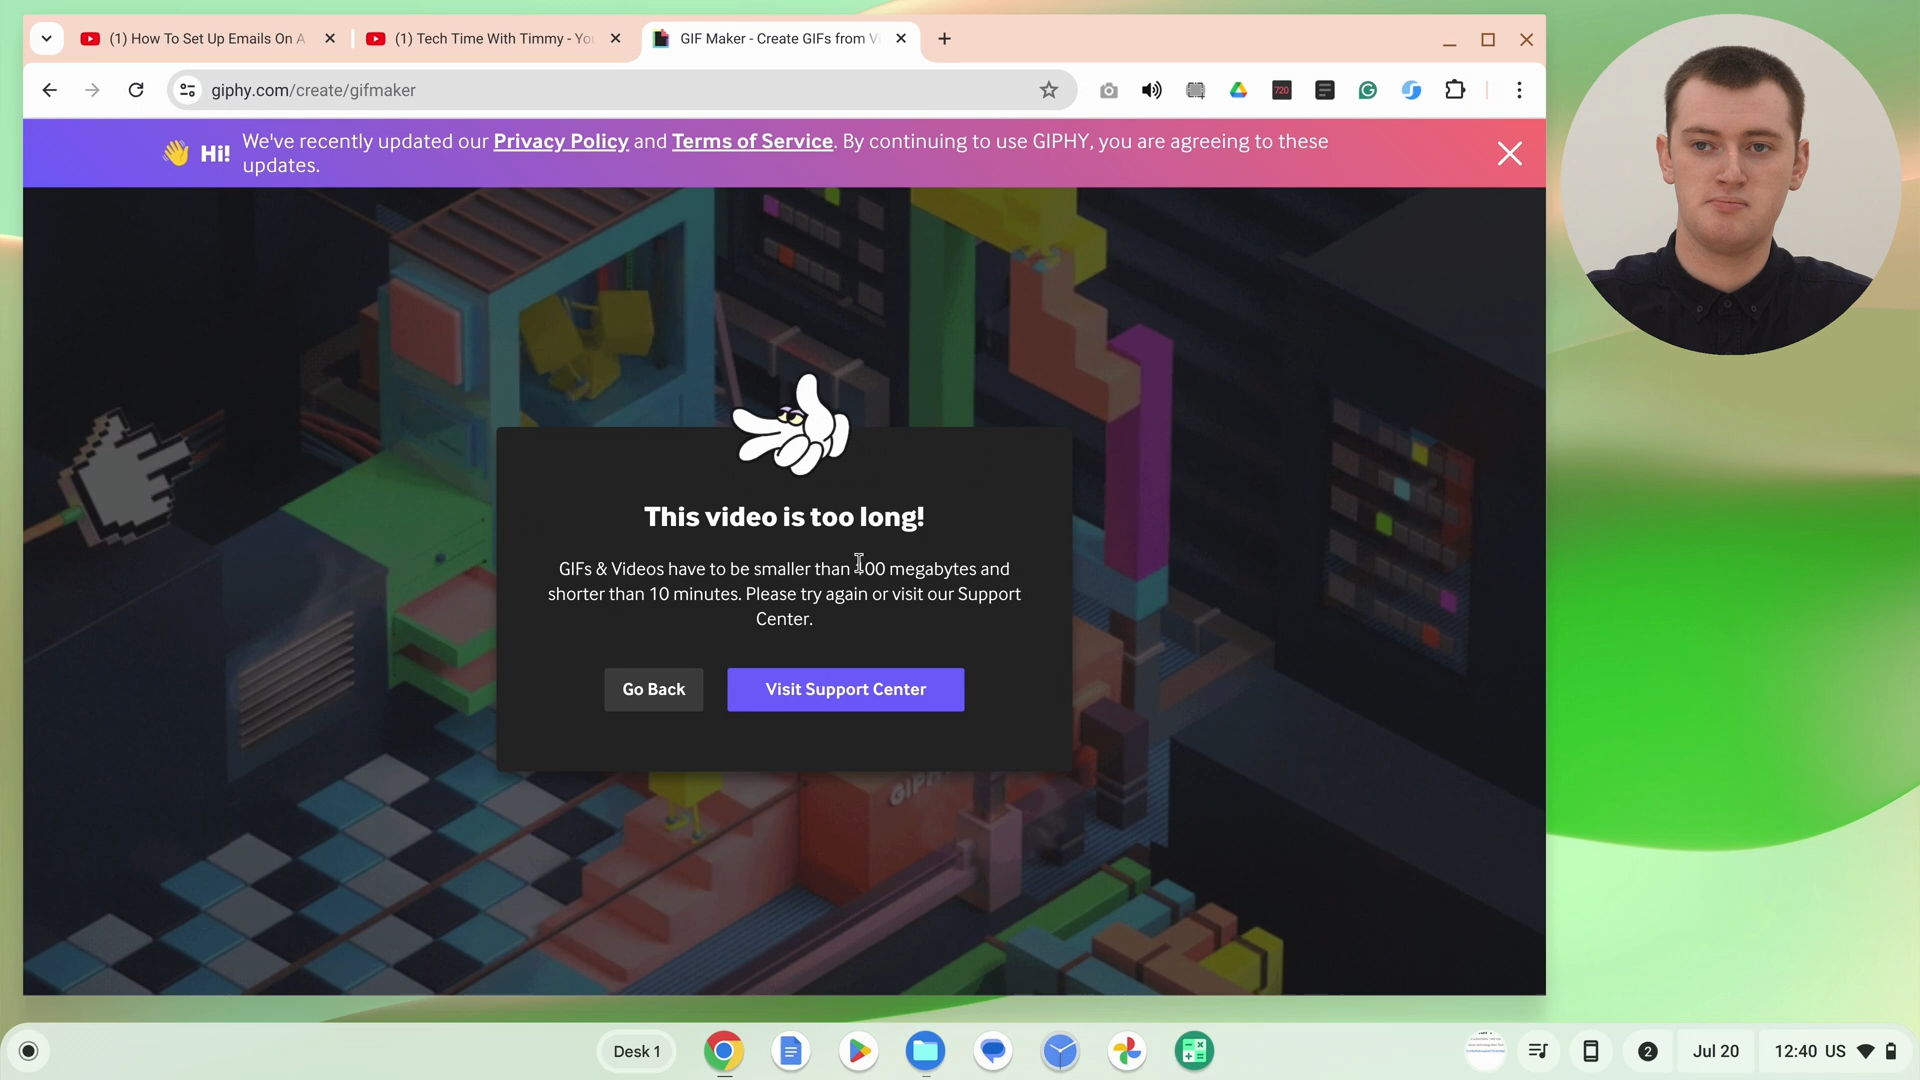 (1) How To Set Up Emails On A
(1) Tech Time With Timmy - You
GIF Maker - Create GIFs from Vi
giphy.com/create/gifmaker
720
Hi! We've recently updated our Privacy Policy and Terms of Service. By continuing to use GIPHY, you are agreeing to these
updates.
This video is too long!
GIFs & Videos have to be smaller than 100 megabytes and
shorter than 10 minutes. Please try again or visit our Support
Center.
Go Back
Visit Support Center
GIPHY
Desk 1
2
Jul 20
12:40 US